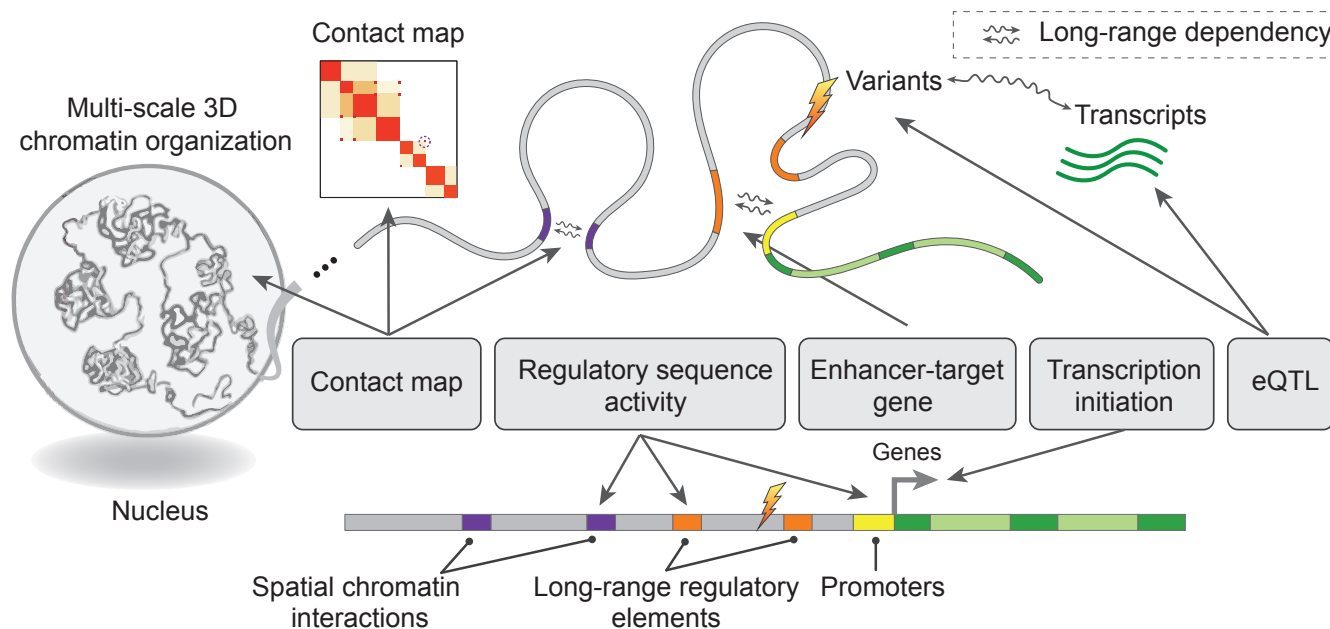 Contact map
Long-range dependency
Variants
Transcripts
Multi-scale 3D
chromatin organization
Nucleus
Contact map
Regulatory sequence
activity
Enhancer-target
gene
Transcription
initiation
eQTL
Genes
Spatial chromatin
interactions
Long-range regulatory
elements
Promoters